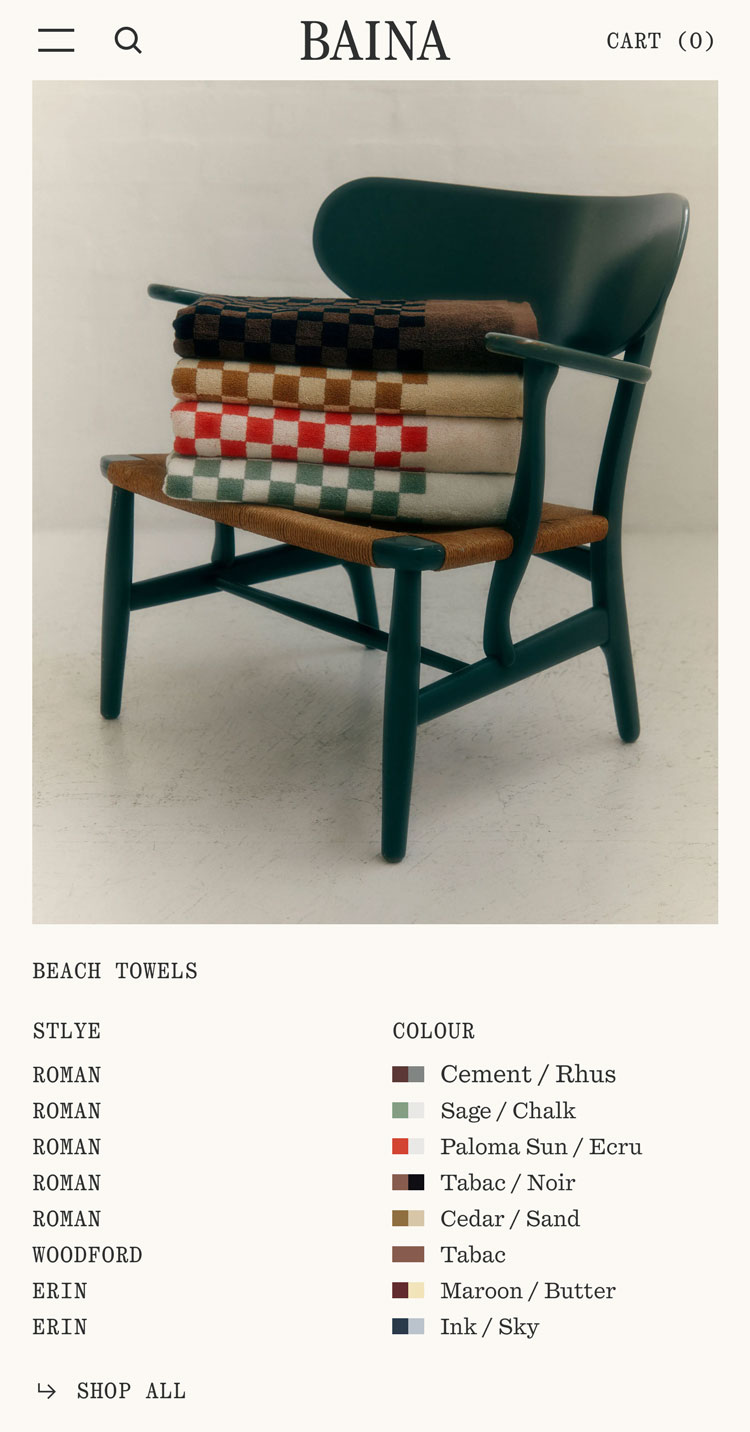 BAINA
CART (0)
BEACH TOWELS
STLYE COLOUR
ROMAN Cement / Rhus
ROMAN Sage / Chalk
ROMAN Paloma Sun / Ecru
ROMAN Tabac / Noir
ROMAN Cedar / Sand
WOODFORD Tabac
ERIN Maroon / Butter
ERIN Ink / Sky
SHOP ALL